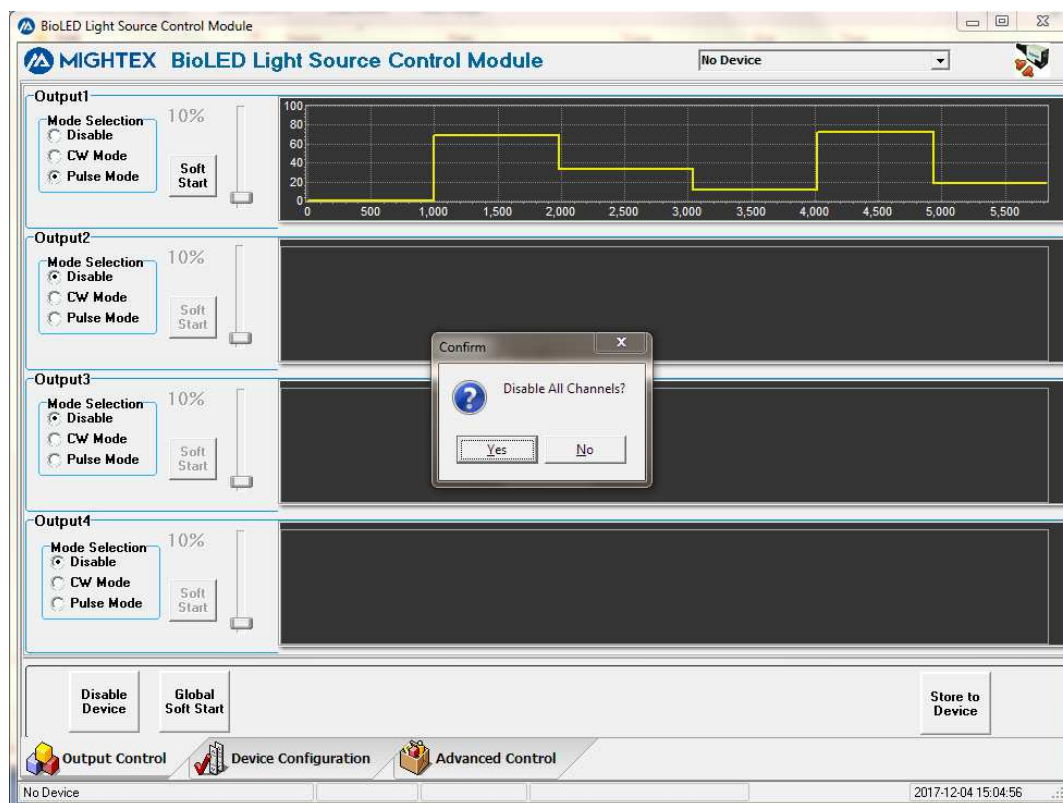 BioLED Light Source Control Module
MIGHTEX BioLED Light Source Control Module
No Device
Output1
Mode Selection
Disable
CW Mode
Pulse Mode
10%
Soft
Start
100
80
60
40
20
0
0 500 1,000 1,500 2,000 2,500 3,000 3,500 4,000 4,500 5,000 5,500
Output2
Mode Selection
Disable
CW Mode
Pulse Mode
10%
Soft
Start
Confirm
x
Disable All Channels?
Yes
No
Output3
Mode Selection
Disable
CW Mode
Pulse Mode
10%
Soft
Start
Output4
Mode Selection
Disable
CW Mode
Pulse Mode
10%
Soft
Start
Disable
Device
Global
Soft Start
Store to
Device
Output Control
Device Configuration
Advanced Control
No Device
2017-12-04 15:04:56